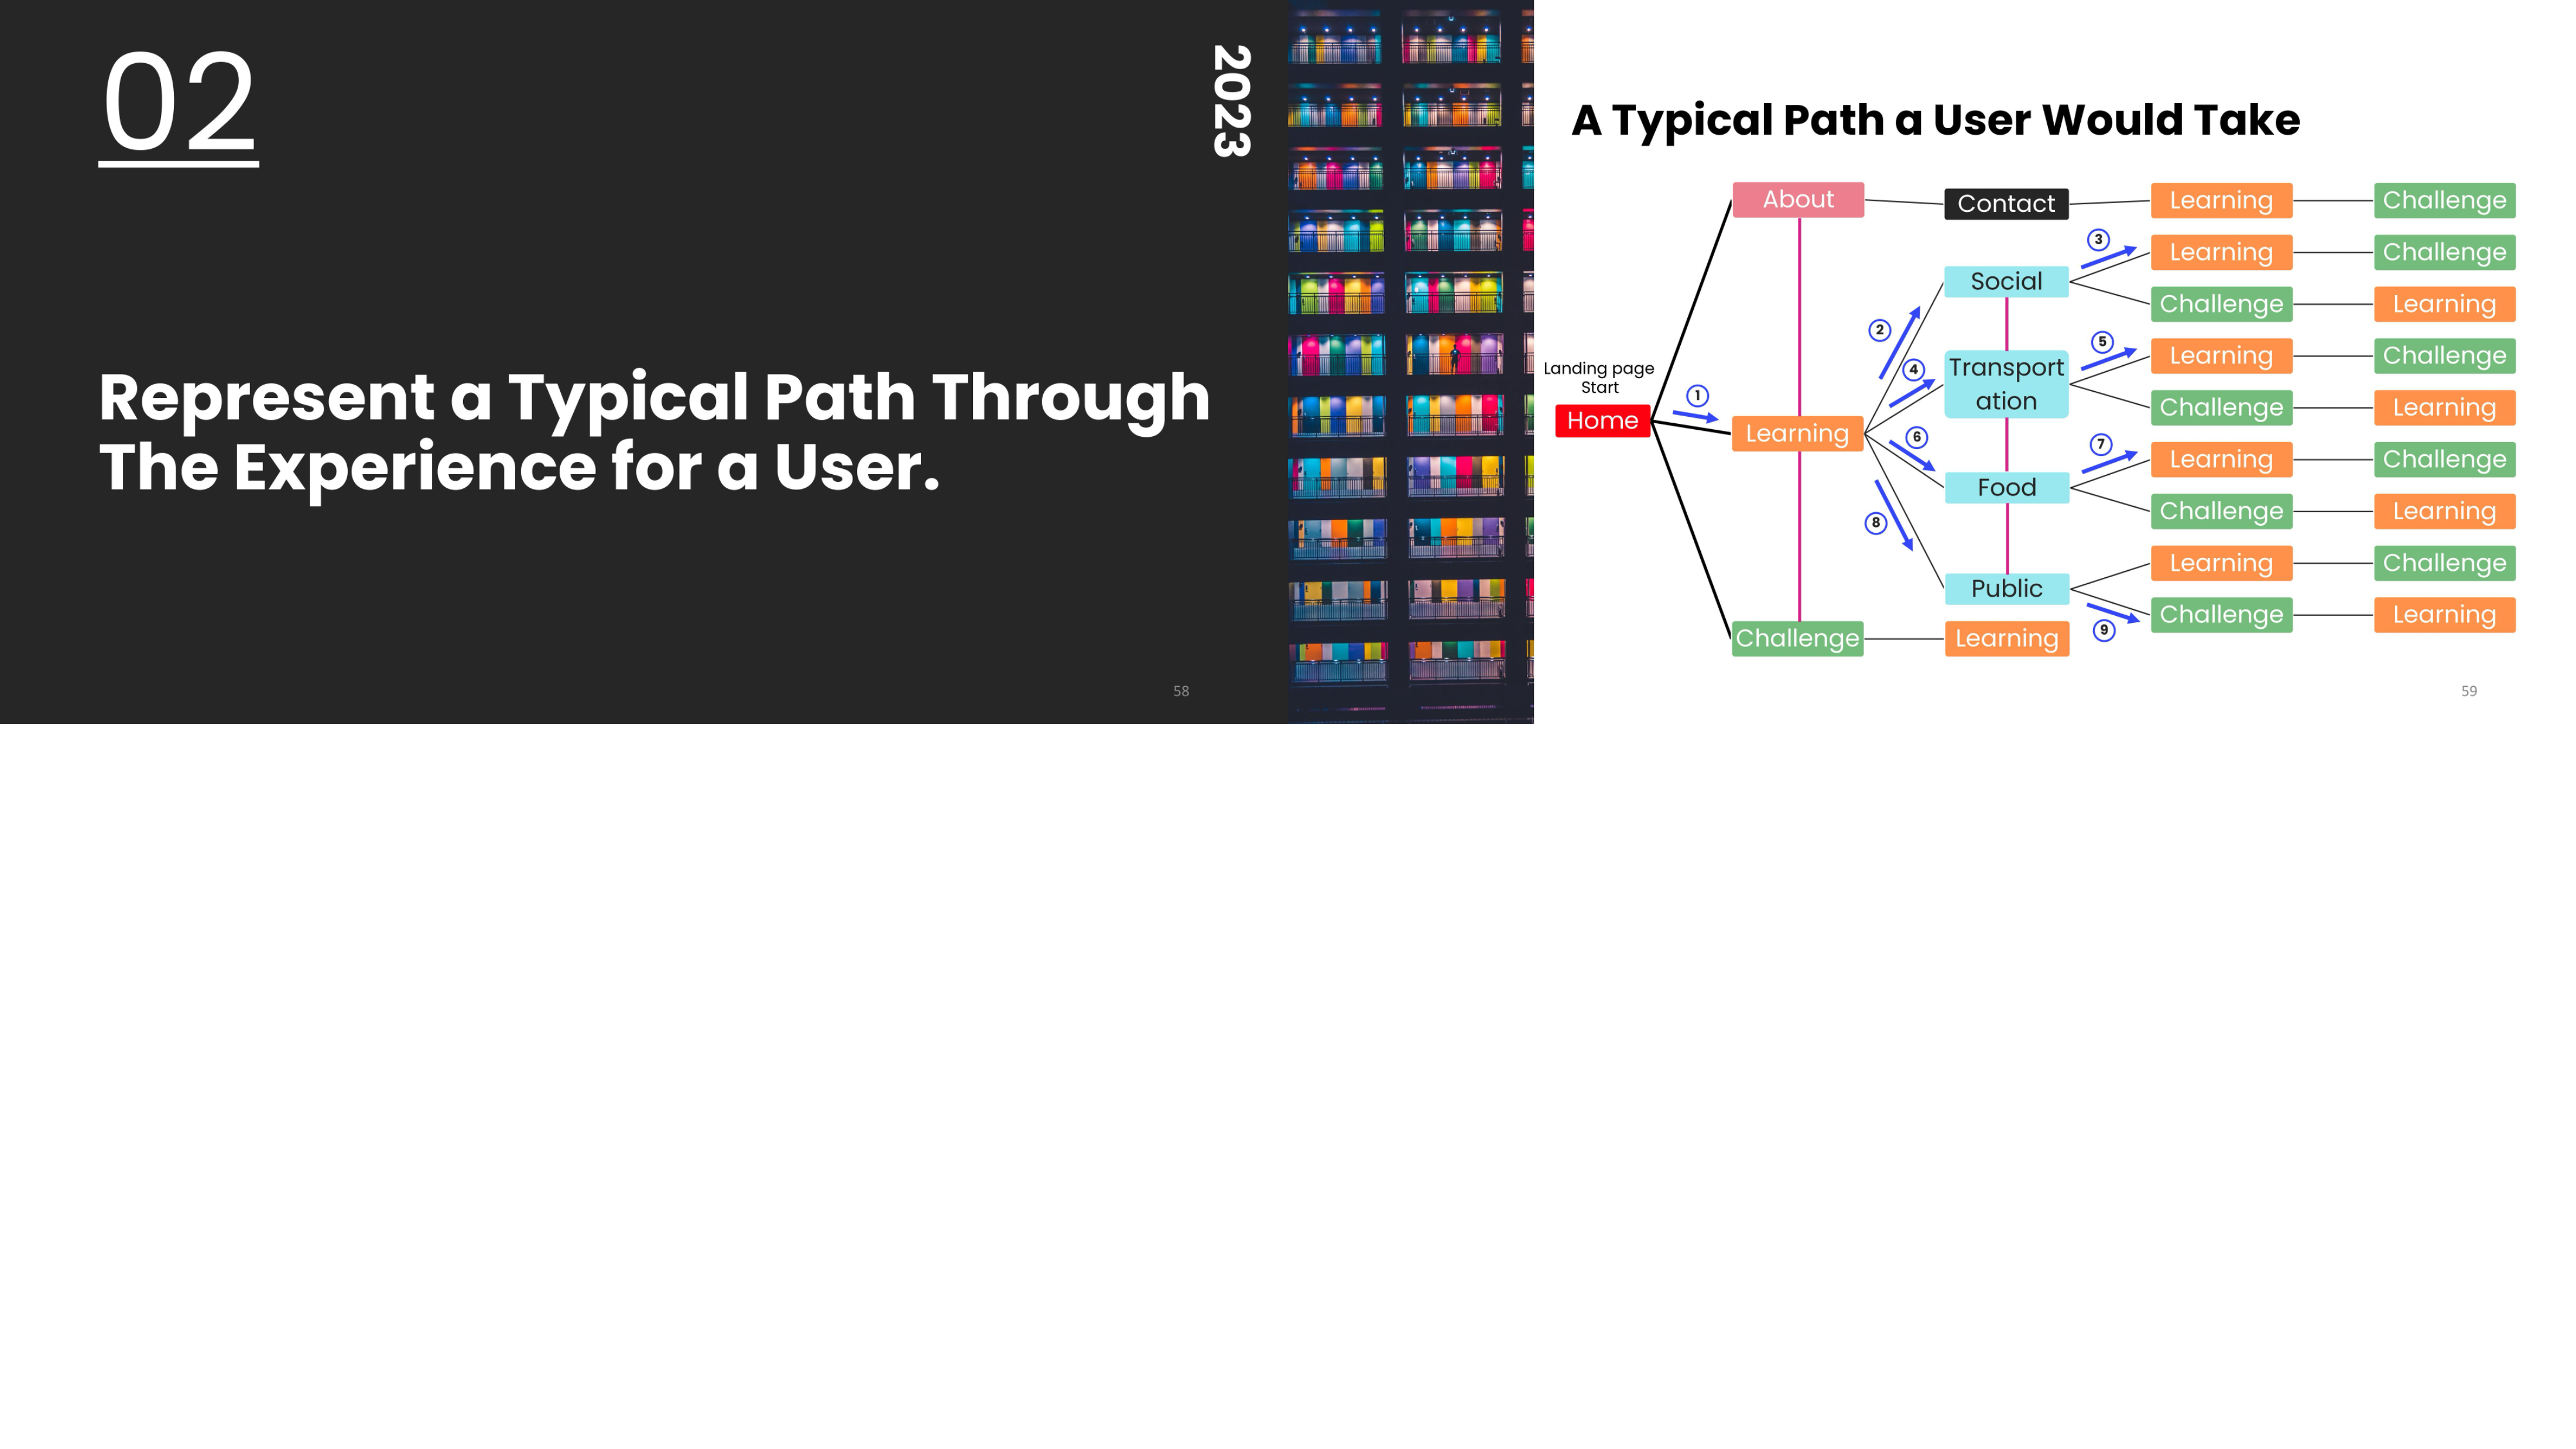 02
2023
Represent a Typical Path Through
The Experience for a User.
58
A Typical Path a User Would Take
Landing page
Start
Home
1
About
Learning
Challenge
2
4
6
8
Contact
Social
Transport
ation
Food
Public
Learning
3
5
7
9
Learning
Challenge
Learning
Challenge
Challenge
Learning
Learning
Challenge
Challenge
Learning
Learning
Challenge
Challenge
Learning
Learning
Challenge
Challenge
Learning
59